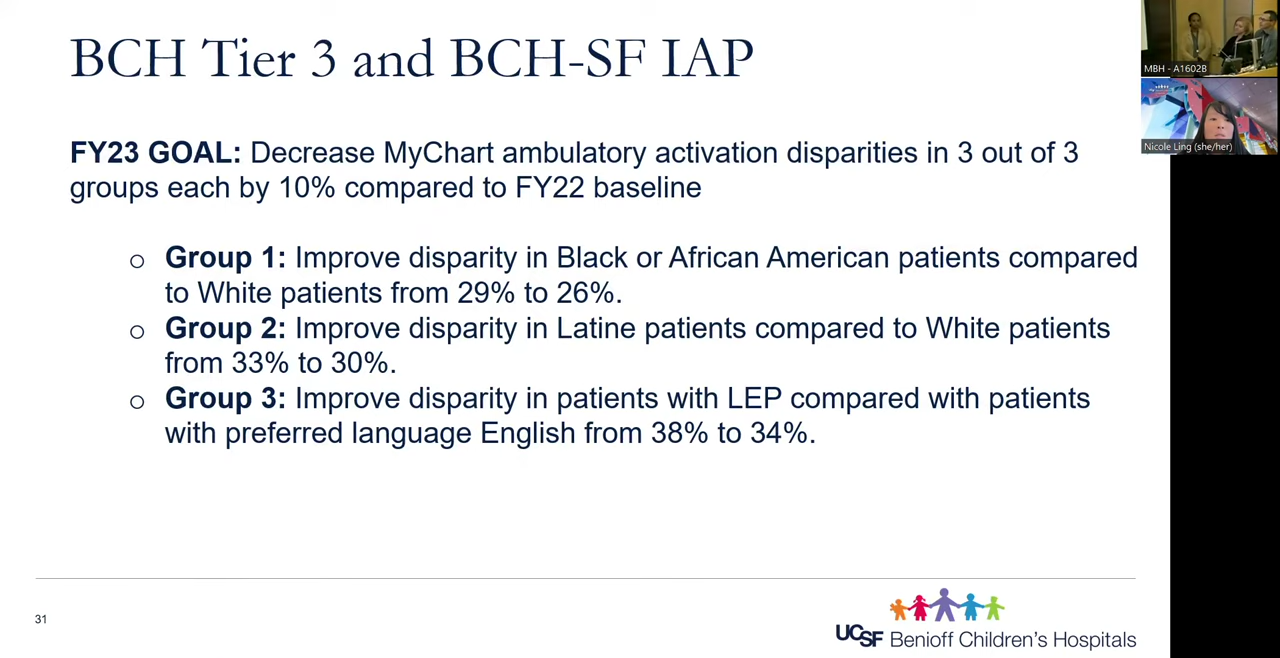 BCH Tier 3 and BCH-SF IAP
MBH - A1602B
Nicole Ling (she/her)
FY23 GOAL: Decrease MyChart ambulatory activation disparities in 3 out of 3
groups each by 10% compared to FY22 baseline
o Group 1: Improve disparity in Black or African American patients compared
to White patients from 29% to 26%.
o Group 2: Improve disparity in Latine patients compared to White patients
from 33% to 30%.
o Group 3: Improve disparity in patients with LEP compared with patients
with preferred language English from 38% to 34%.
31
UCSF Benioff Children's Hospitals